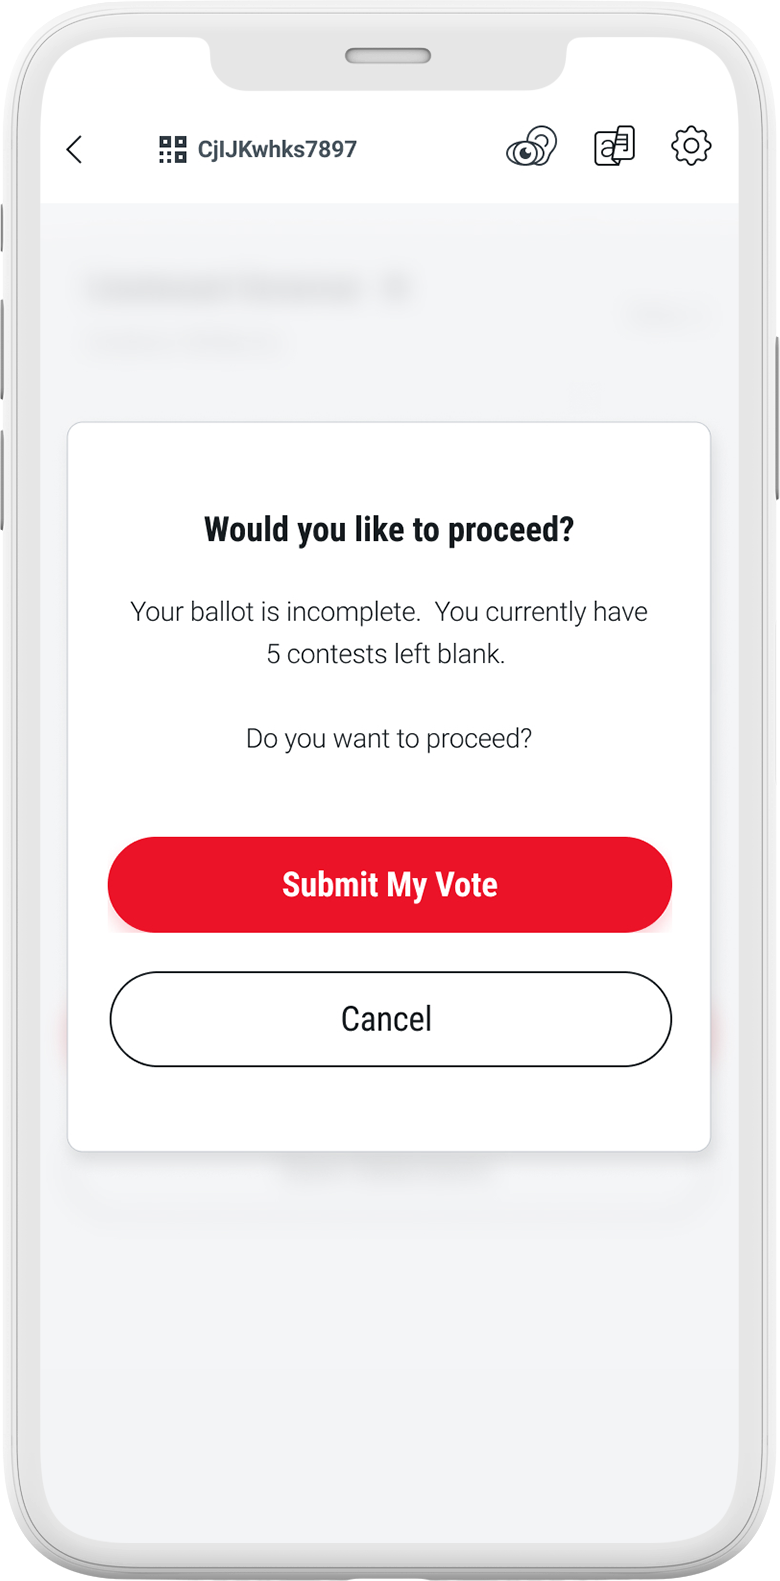 CjIJKwhks7897
Would you like to proceed?
Your ballot is incomplete.  You currently have
5 contests left blank.
Do you want to proceed?
Submit My Vote
Cancel